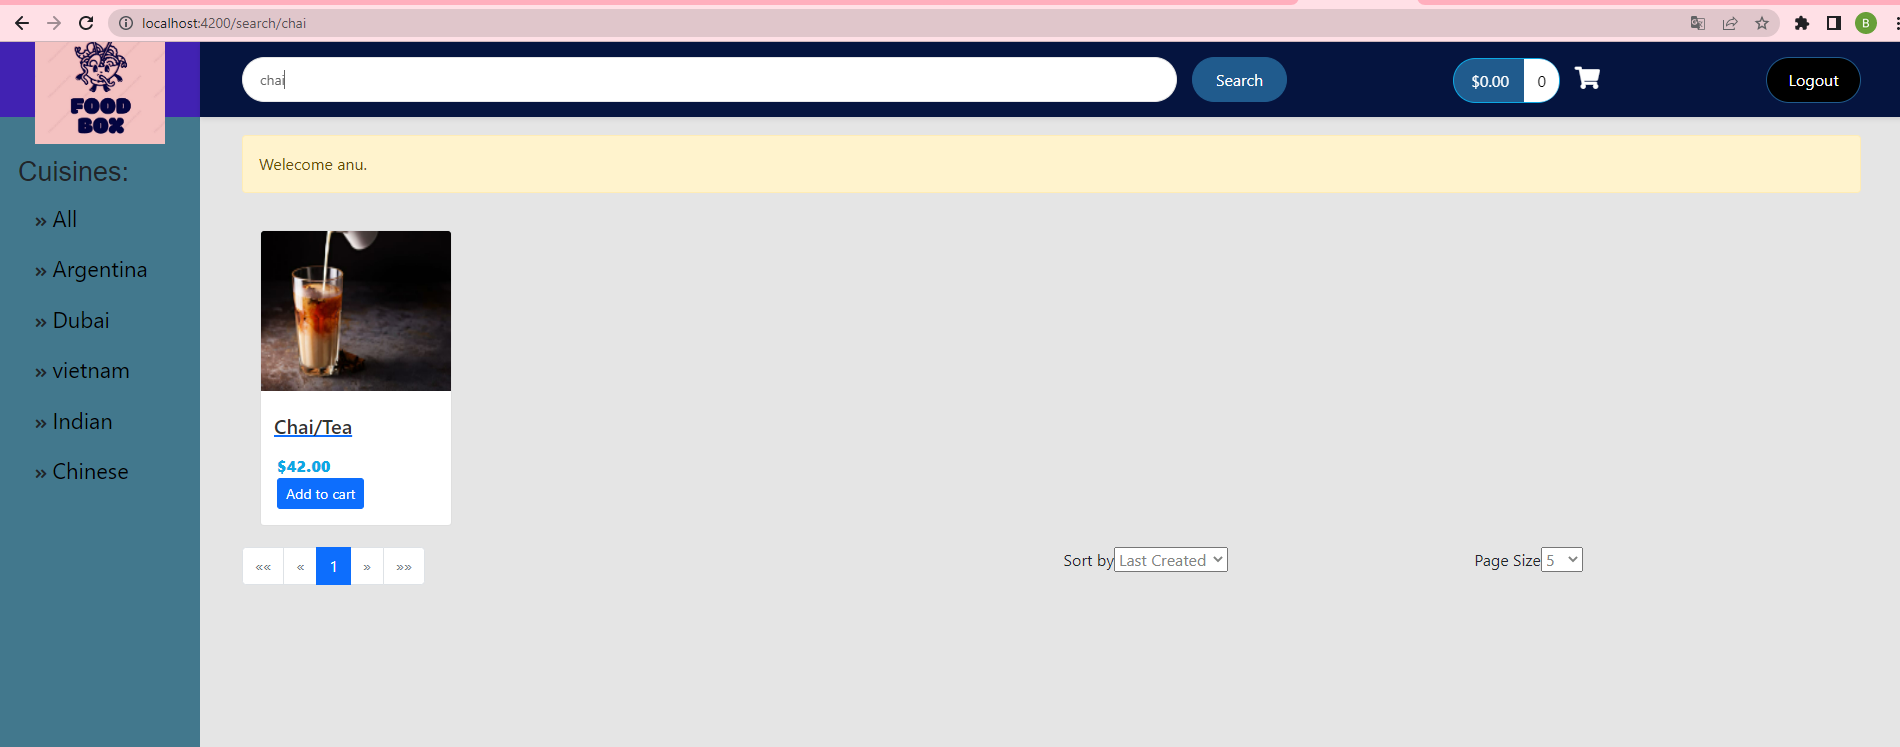 localhost:4200/search/chai
B
FOOD
BOX
chai
Search
$0.00 0
Logout
Cuisines:
» All
» Argentina
» Dubai
» vietnam
» Indian
» Chinese
Welecome anu.
Chai/Tea
$42.00
Add to cart
«« « 1 » »»
Sort by Last Created
Page Size 5